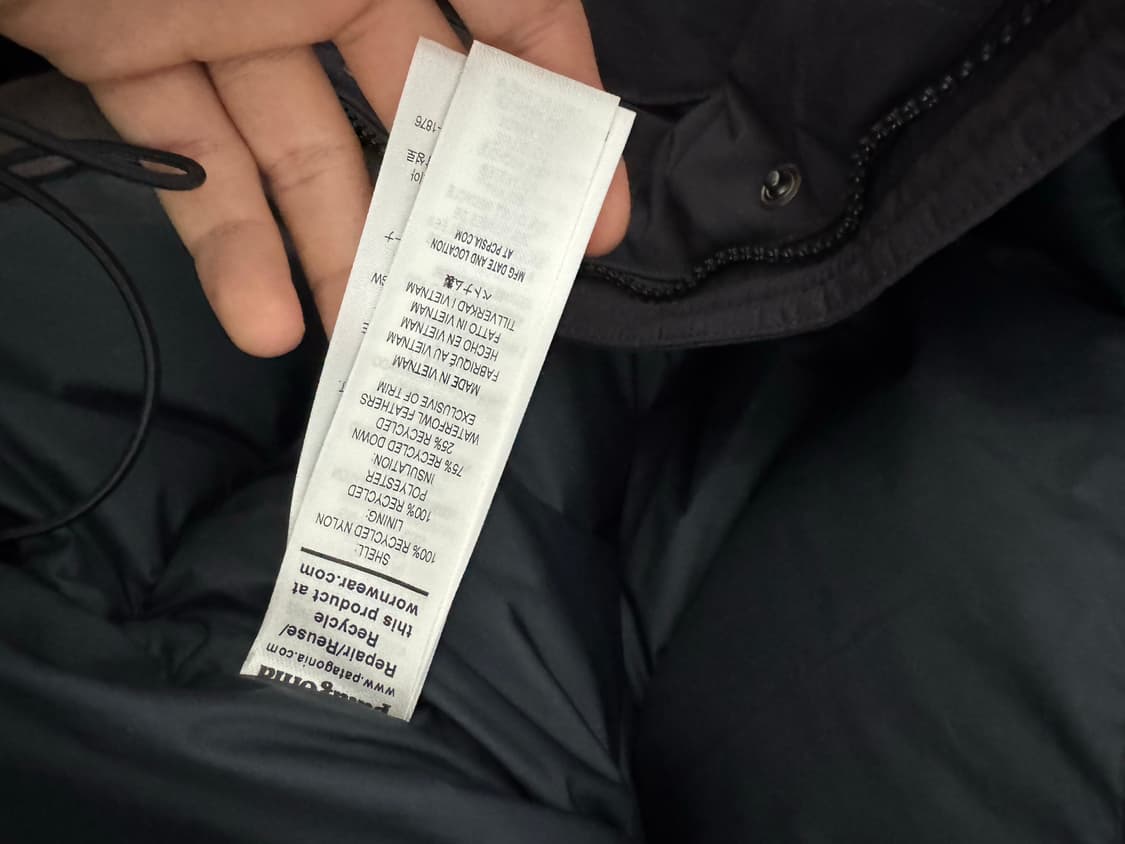 patagonia
www.patagonia.com
Repair/Reuse/
Recycle
this product at
wornwear.com
SHELL:
100% RECYCLED NYLON
LINING:
100% RECYCLED
POLYESTER
INSULATION:
75% RECYCLED DOWN
25% RECYCLED
WATERFOWL FEATHERS
EXCLUSIVE OF TRIM
MADE IN VIETNAM
FABRIQUÉ AU VIETNAM
HECHO EN VIETNAM
FATTO IN VIETNAM
TILLVERKAD I VIETNAM
ベトナム製
MFG DATE AND LOCATION
AT PCPSIA.COM
-1876